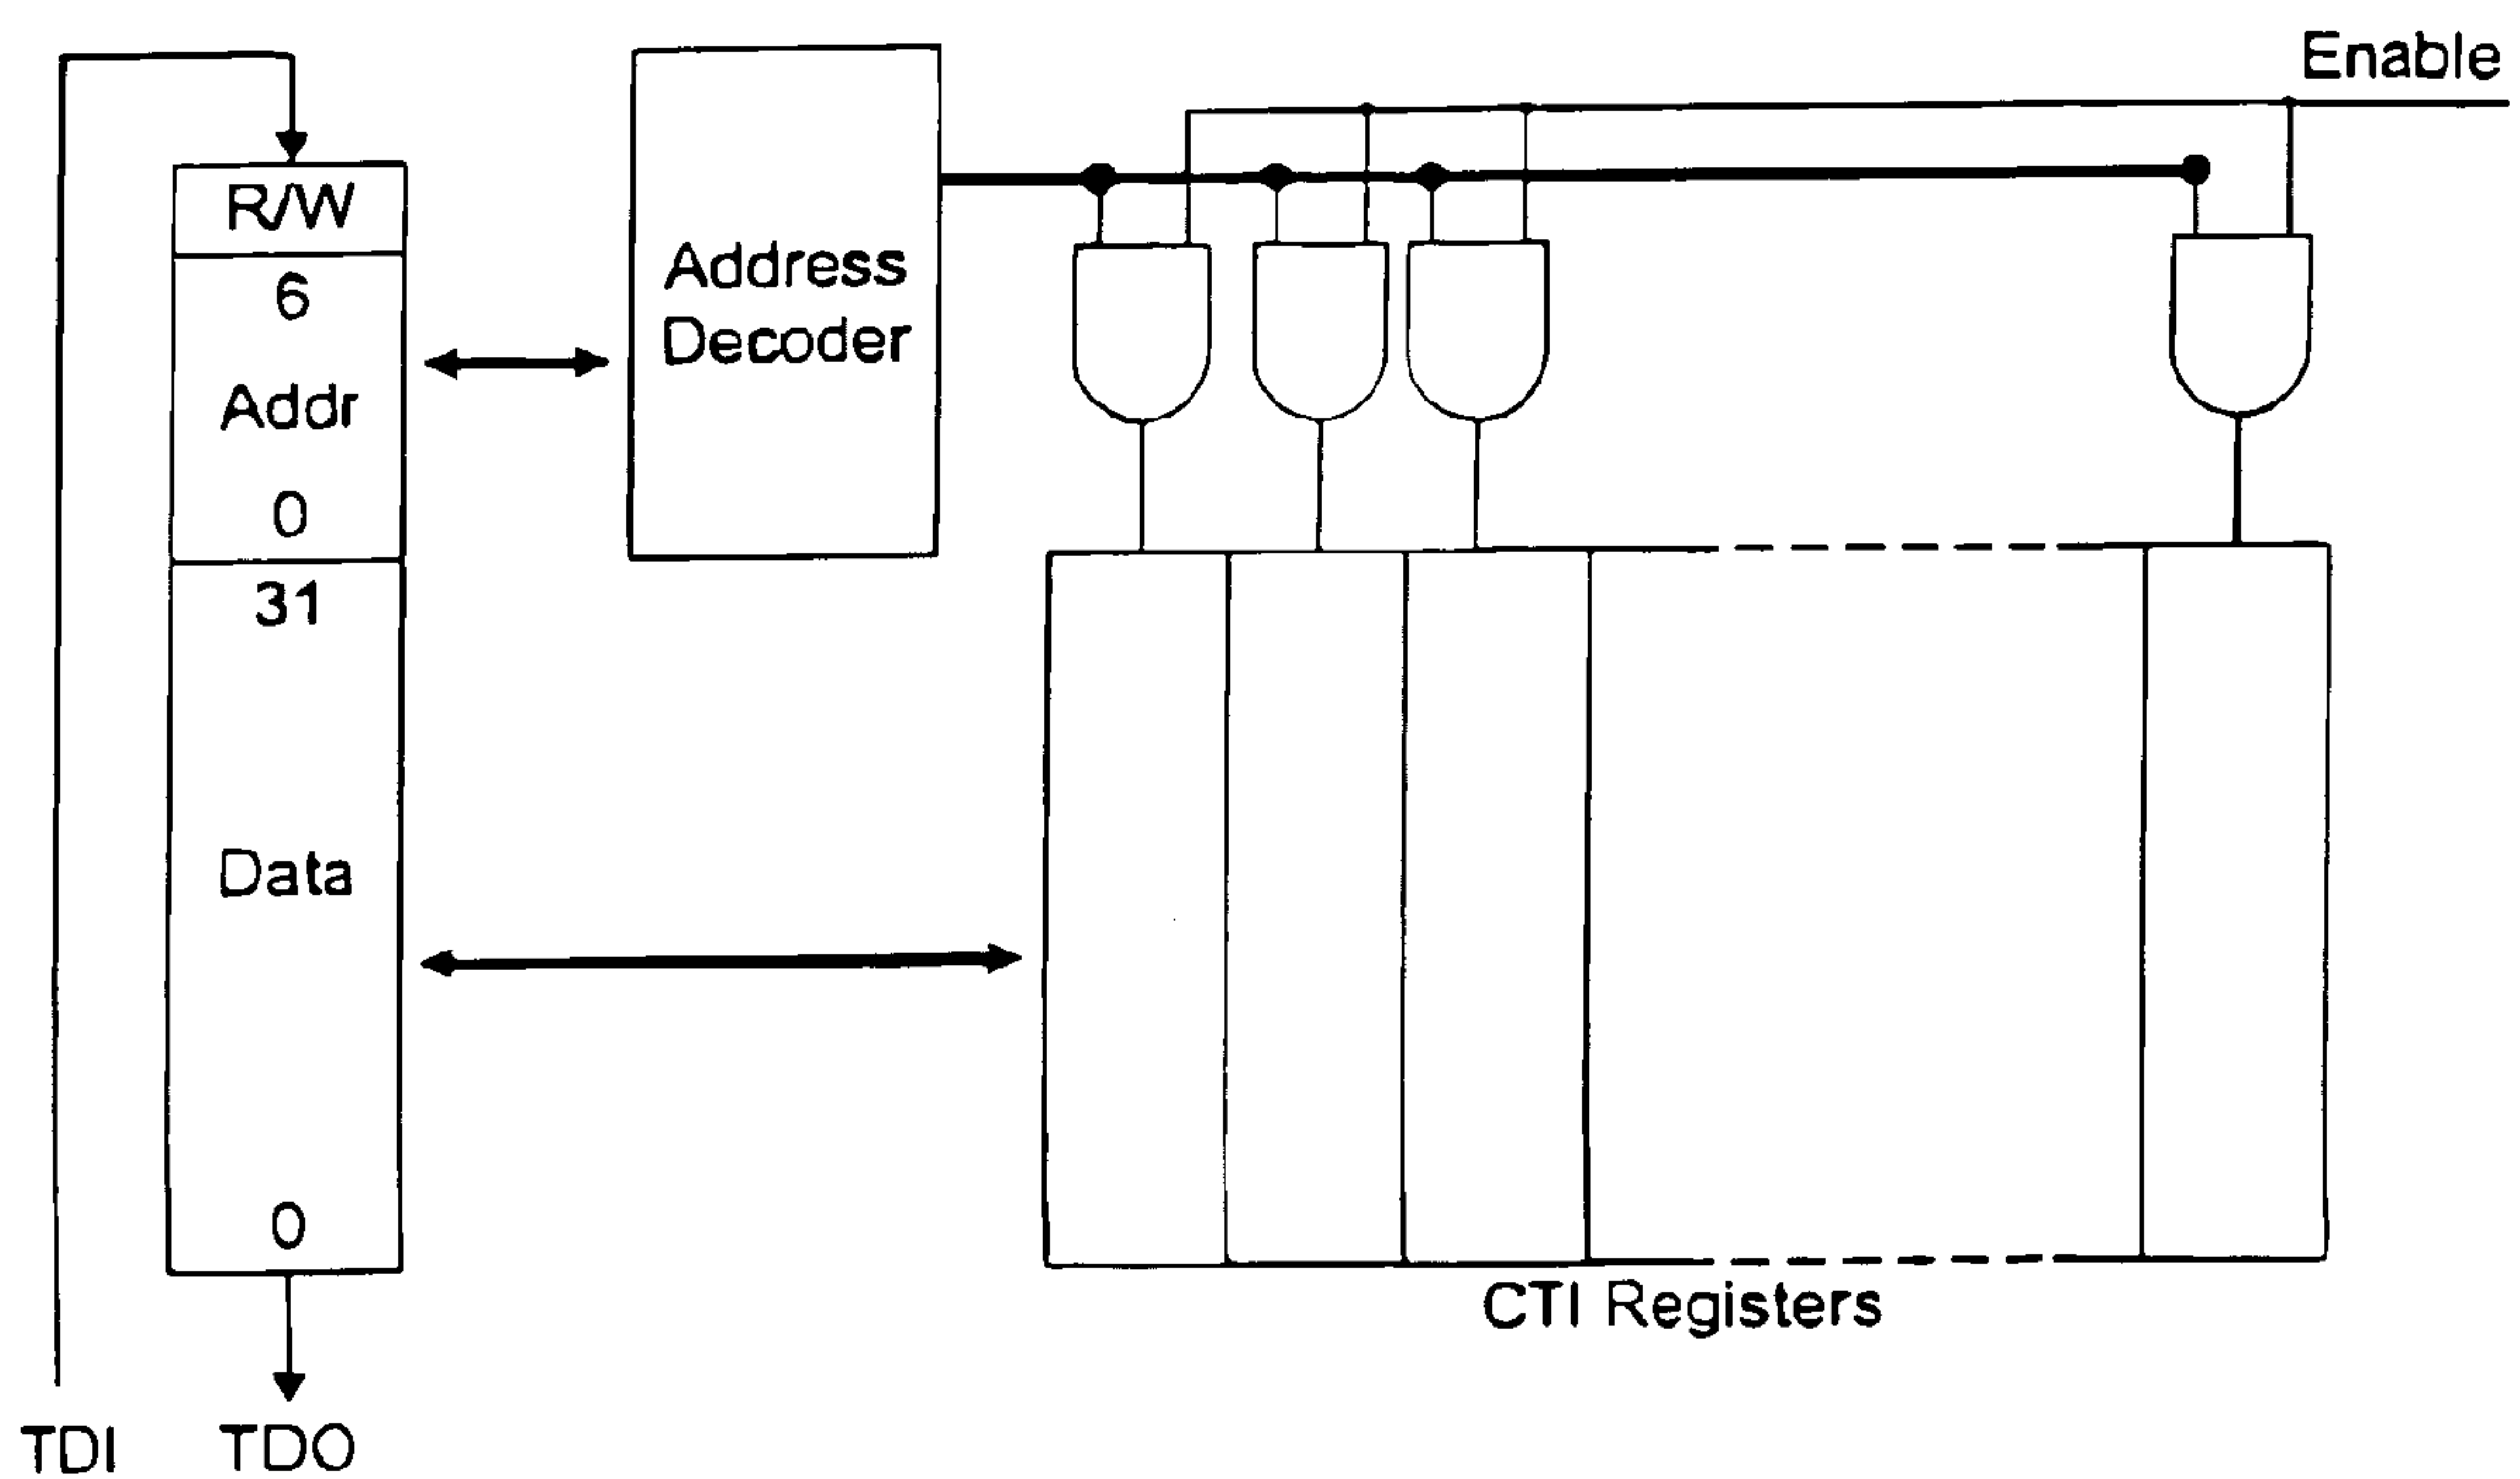 Enable
R/W
6
Addr
0
Address
Decoder
31
Data
0
CTI Registers
TDI
TDO